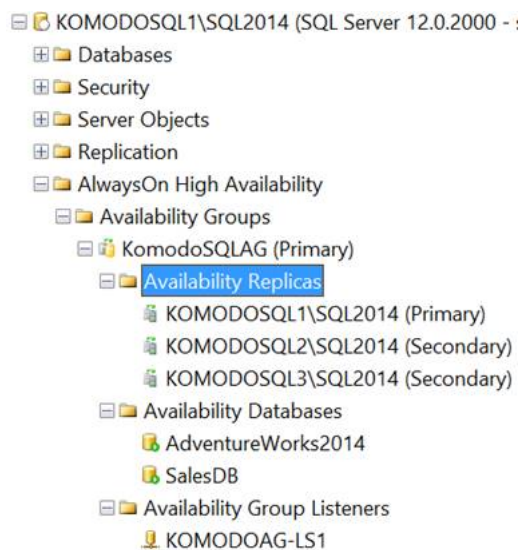 KOMODOSQL1\SQL2014 (SQL Server 12.0.2000 -
Databases
Security
Server Objects
Replication
AlwaysOn High Availability
Availability Groups
KomodoSQLAG (Primary)
Availability Replicas
KOMODOSQL1\SQL2014 (Primary)
KOMODOSQL2\SQL2014 (Secondary)
KOMODOSQL3\SQL2014 (Secondary)
Availability Databases
AdventureWorks2014
SalesDB
Availability Group Listeners
KOMODOAG-LS1